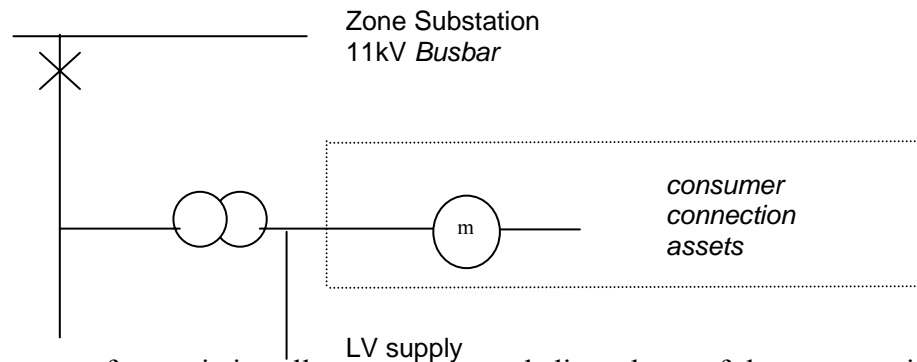 Zone Substation
11kV Busbar
consumer
connection
assets
m
LV supply